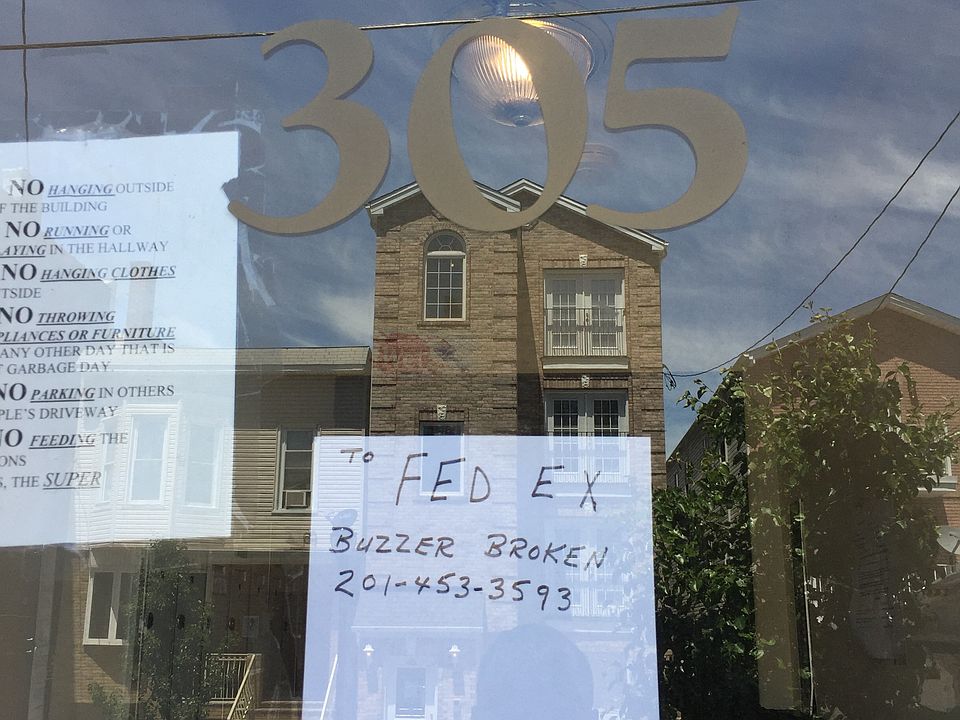 305
NO HANGING OUTSIDE
F THE BUILDING
NO RUNNING OR
AYING IN THE HALLWAY
NO HANGING CLOTHES
TSIDE
NO THROWING
PLIANCES OR FURNITURE
ANY OTHER DAY THAT IS
T GARBAGE DAY.
NO PARKING IN OTHERS
PLE'S DRIVEWAY
NO FEEDING THE
ONS
S, THE SUPER
TO FED EX
BUZZER BROKEN
201-453-3593